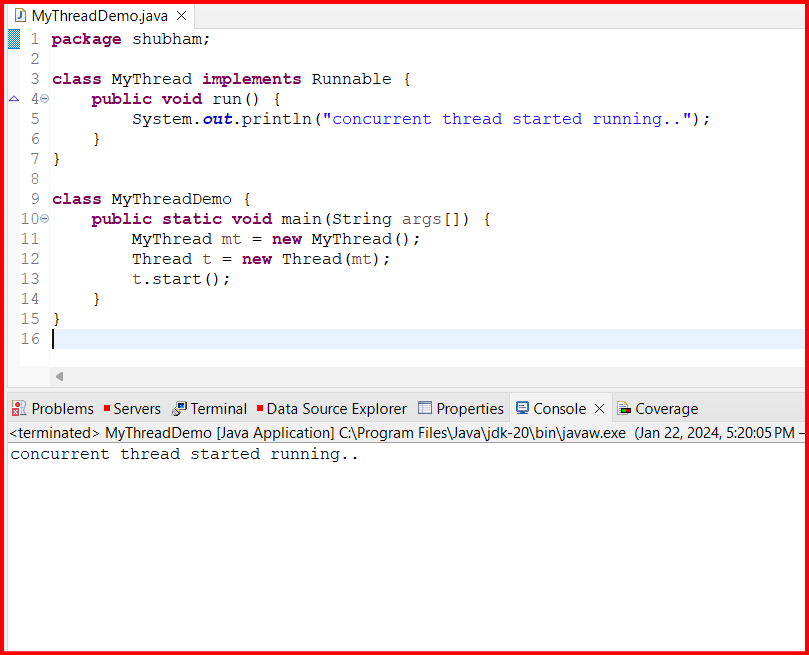 MyThreadDemo.java
1 package shubham;
2
3 class MyThread implements Runnable {
4 public void run() {
5 System.out.println("concurrent thread started running..");
6 }
7 }
8
9 class MyThreadDemo {
10 public static void main(String args[]) {
11 MyThread mt = new MyThread();
12 Thread t = new Thread(mt);
13 t.start();
14 }
15 }
16
Problems Servers Terminal Data Source Explorer Properties Console Coverage
<terminated> MyThreadDemo [Java Application] C:\Program Files\Java\jdk-20\bin\javaw.exe (Jan 22, 2024, 5:20:05 PM –
concurrent thread started running..